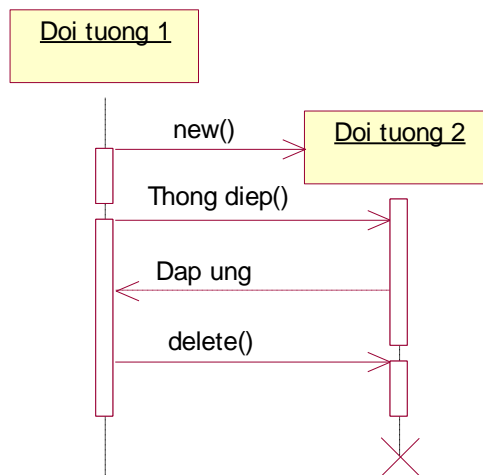 Doi tuong 1
new()
Doi tuong 2
Thong diep()
Dap ung
delete()